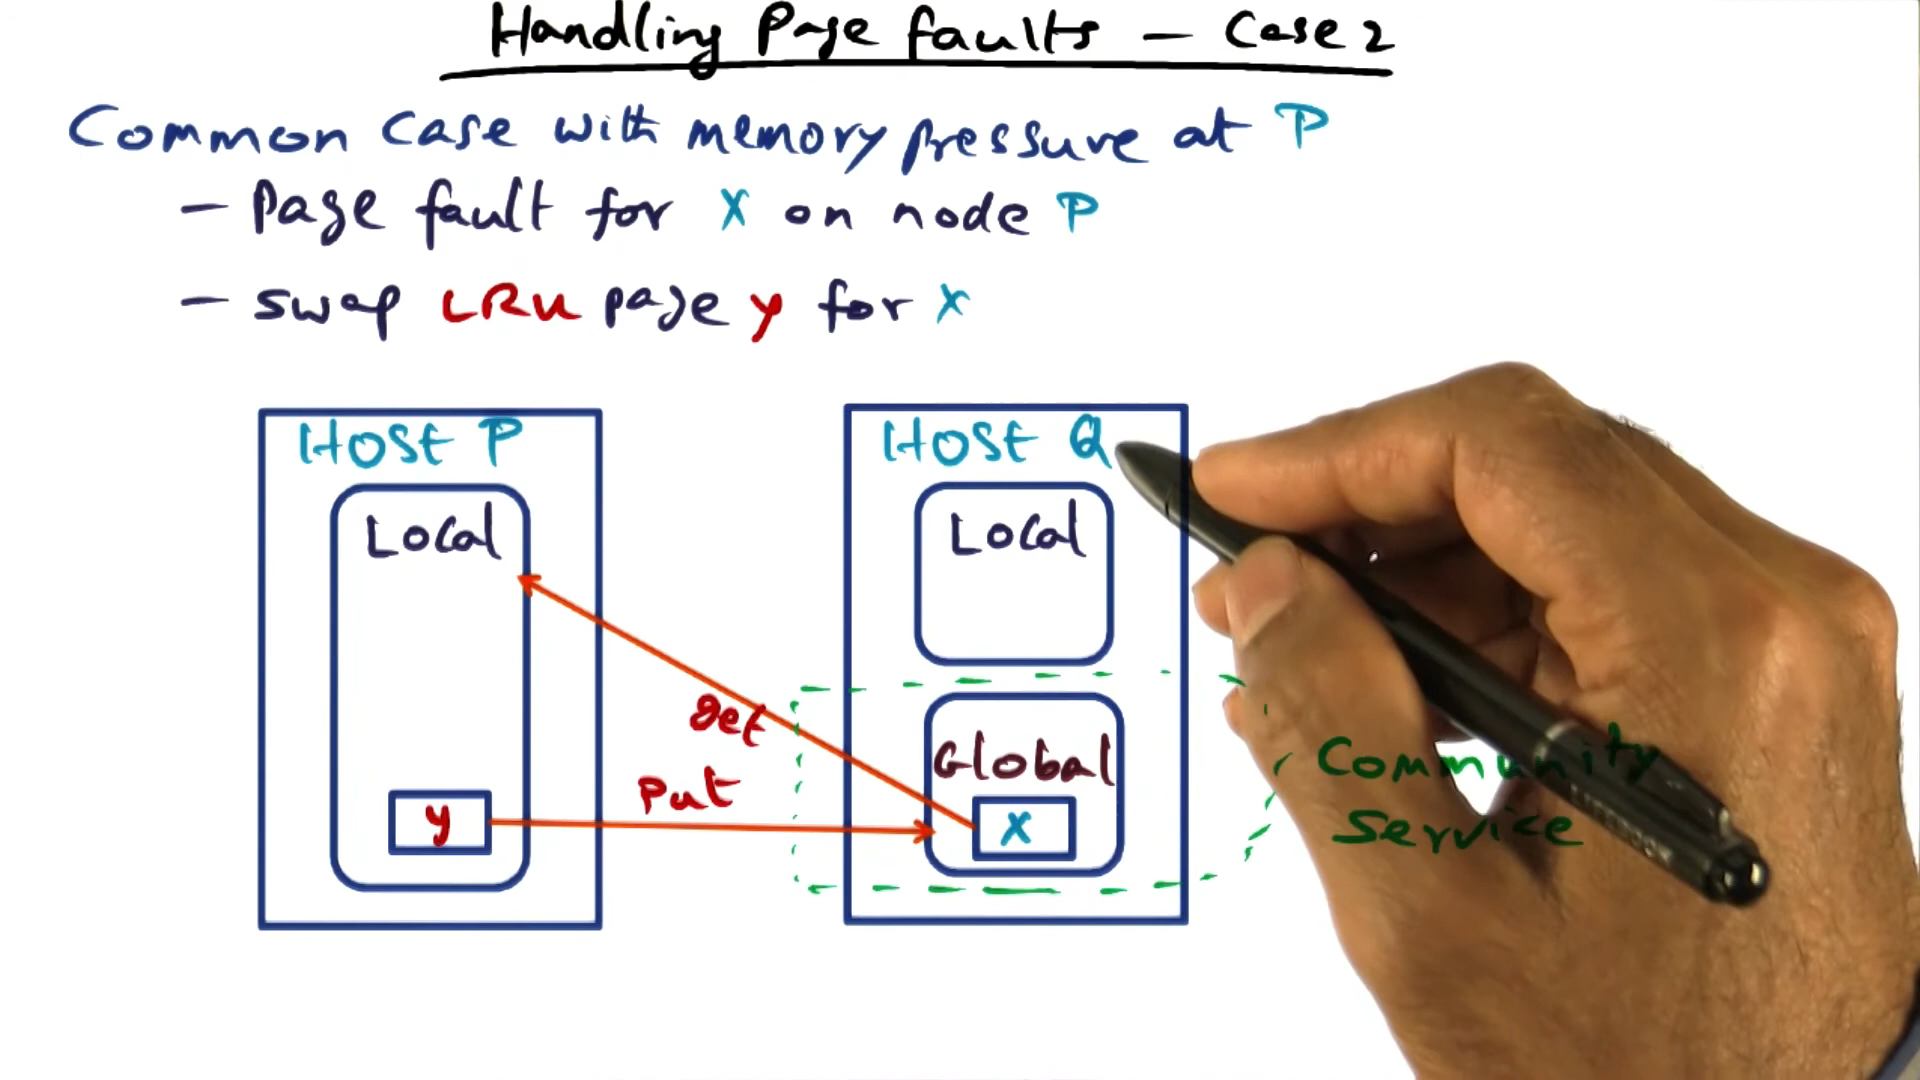 Handling Page faults - Case 2
Common case with memory pressure at P
- Page fault for X on node P
- swap LRU page y for X
Host P
Host Q
Local
Local
get
Global
Put
y
X
Community
Service